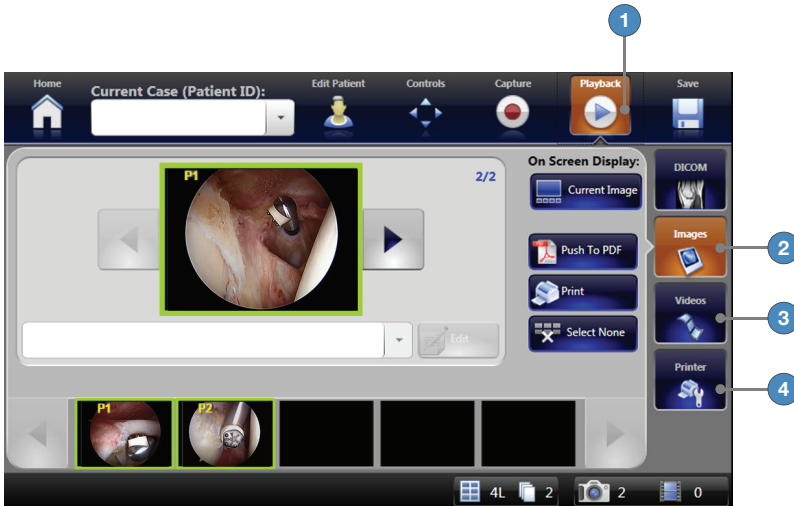 1
Home
Current Case (Patient ID):
Edit Patient
Controls
Capture
Playback
Save
P1
2/2
On Screen Display:
Current Image
Push To PDF
Print
Select None
Edit
DICOM
Images
2
Videos
3
Printer
4
P1
P2
4L
2
2
0